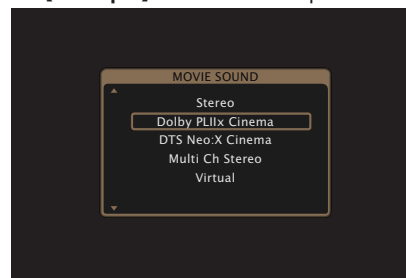 MOVIE SOUND
Stereo
Dolby PLIIx Cinema
DTS Neo:X Cinema
Multi Ch Stereo
Virtual